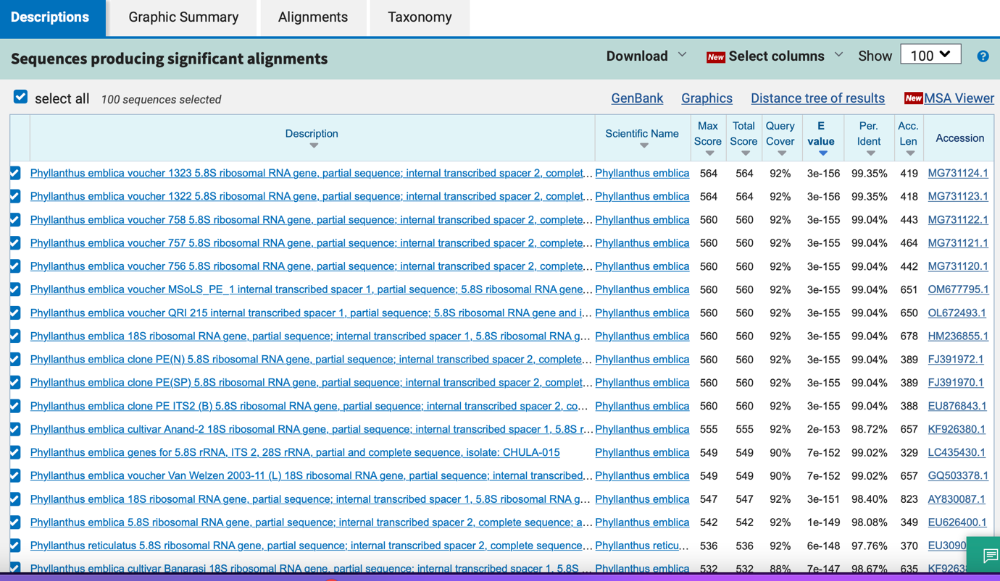 Descriptions Graphic Summary Alignments Taxonomy
Sequences producing significant alignments Download New Select columns Show 100 ?
select all 100 sequences selected GenBank Graphics Distance tree of results New MSA Viewer
Description Scientific Name Max Score Total Score Query Cover E value Per. Ident Acc. Len Accession
Phyllanthus emblica voucher 1323 5.8S ribosomal RNA gene, partial sequence; internal transcribed spacer 2, complet... Phyllanthus emblica 564 564 92% 3e-156 99.35% 419 MG731124.1
Phyllanthus emblica voucher 1322 5.8S ribosomal RNA gene, partial sequence; internal transcribed spacer 2, complet... Phyllanthus emblica 564 564 92% 3e-156 99.35% 418 MG731123.1
Phyllanthus emblica voucher 758 5.8S ribosomal RNA gene, partial sequence; internal transcribed spacer 2, complete... Phyllanthus emblica 560 560 92% 3e-155 99.04% 443 MG731122.1
Phyllanthus emblica voucher 757 5.8S ribosomal RNA gene, partial sequence; internal transcribed spacer 2, complete... Phyllanthus emblica 560 560 92% 3e-155 99.04% 464 MG731121.1
Phyllanthus emblica voucher 756 5.8S ribosomal RNA gene, partial sequence; internal transcribed spacer 2, complete... Phyllanthus emblica 560 560 92% 3e-155 99.04% 442 MG731120.1
Phyllanthus emblica voucher MSoLS_PE_1 internal transcribed spacer 1, partial sequence; 5.8S ribosomal RNA gene... Phyllanthus emblica 560 560 92% 3e-155 99.04% 651 OM677795.1
Phyllanthus emblica voucher QRI 215 internal transcribed spacer 1, partial sequence; 5.8S ribosomal RNA gene and i... Phyllanthus emblica 560 560 92% 3e-155 99.04% 650 OL672493.1
Phyllanthus emblica 18S ribosomal RNA gene, partial sequence; internal transcribed spacer 1, 5.8S ribosomal RNA g... Phyllanthus emblica 560 560 92% 3e-155 99.04% 678 HM236855.1
Phyllanthus emblica clone PE(N) 5.8S ribosomal RNA gene, partial sequence; internal transcribed spacer 2, complete... Phyllanthus emblica 560 560 92% 3e-155 99.04% 389 FJ391972.1
Phyllanthus emblica clone PE(SP) 5.8S ribosomal RNA gene, partial sequence; internal transcribed spacer 2, complet... Phyllanthus emblica 560 560 92% 3e-155 99.04% 389 FJ391970.1
Phyllanthus emblica clone PE ITS2 (B) 5.8S ribosomal RNA gene, partial sequence; internal transcribed spacer 2, co... Phyllanthus emblica 560 560 92% 3e-155 99.04% 388 EU876843.1
Phyllanthus emblica cultivar Anand-2 18S ribosomal RNA gene, partial sequence; internal transcribed spacer 1, 5.8S r... Phyllanthus emblica 555 555 92% 2e-153 98.72% 657 KF926380.1
Phyllanthus emblica genes for 5.8S rRNA, ITS 2, 28S rRNA, partial and complete sequence, isolate: CHULA-015 Phyllanthus emblica 549 549 90% 7e-152 99.02% 329 LC435430.1
Phyllanthus emblica voucher Van Welzen 2003-11 (L) 18S ribosomal RNA gene, partial sequence; internal transcribed... Phyllanthus emblica 549 549 90% 7e-152 99.02% 657 GQ503378.1
Phyllanthus emblica 18S ribosomal RNA gene, partial sequence; internal transcribed spacer 1, 5.8S ribosomal RNA g... Phyllanthus emblica 547 547 92% 3e-151 98.40% 823 AY830087.1
Phyllanthus emblica 5.8S ribosomal RNA gene, partial sequence; internal transcribed spacer 2, complete sequence; a... Phyllanthus emblica 542 542 92% 1e-149 98.08% 349 EU626400.1
Phyllanthus reticulatus 5.8S ribosomal RNA gene, partial sequence; internal transcribed spacer 2, complete sequence... Phyllanthus reticu... 536 536 92% 6e-148 97.76% 370 EU3090
Phyllanthus emblica cultivar Banarasi 18S ribosomal RNA gene, partial sequence; internal transcribed spacer 1, 5.8S ... Phyllanthus emblica 532 532 88% 7e-147 98.67% 635 KF9263